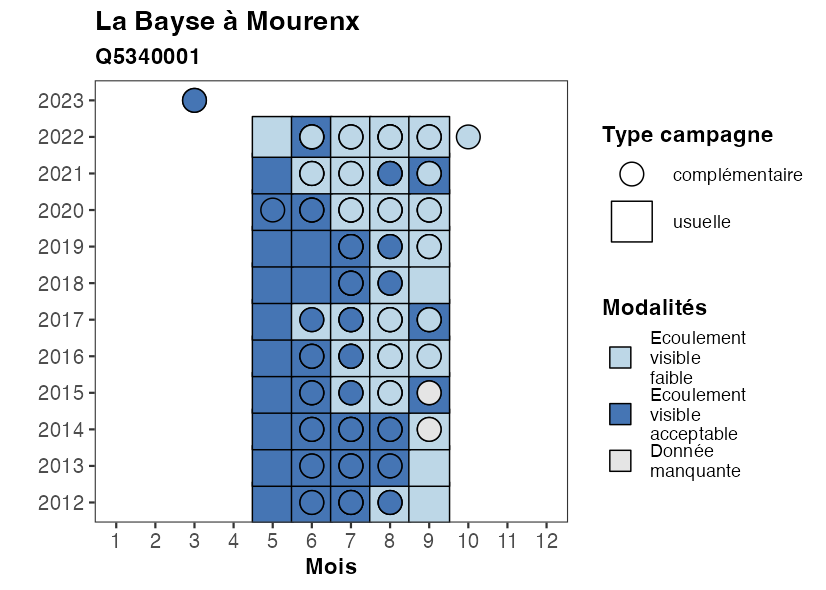 La Bayse à Mourenx
Q5340001
2023
2022
2021
2020
2019
2018
2017
2016
2015
2014
2013
2012
1 2 3 4 5 6 7 8 9 10 11 12
Mois
Type campagne
complémentaire
usuelle
Modalités
Ecoulement
visible
faible
Ecoulement
visible
acceptable
Donnée
manquante